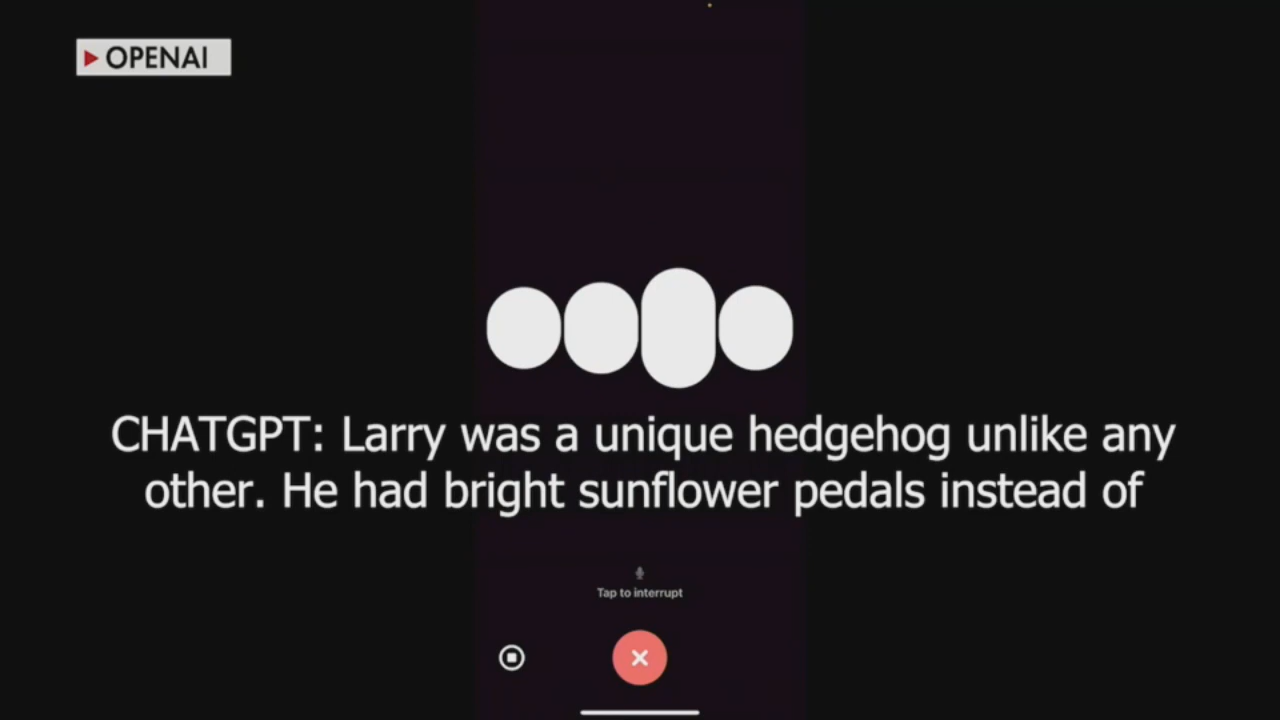 OPENAI
CHATGPT: Larry was a unique hedgehog unlike any
other. He had bright sunflower pedals instead of
Tap to interrupt